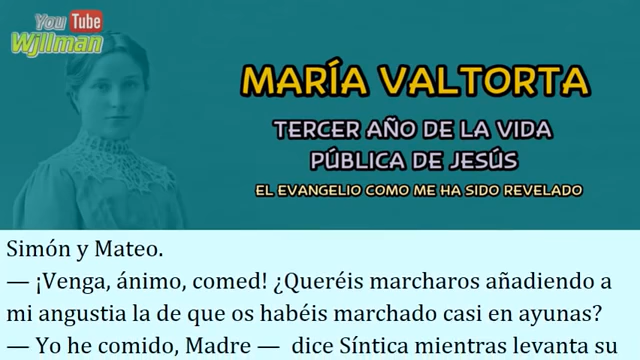 You Tube
Wjllman
MARÍA VALTORTA
TERCER AÑO DE LA VIDA
PÚBLICA DE JESÚS
EL EVANGELIO COMO ME HA SIDO REVELADO
Simón y Mateo.
— ¡Venga, ánimo, comed! ¿Queréis marcharos añadiendo a
mi angustia la de que os habéis marchado casi en ayunas?
— Yo he comido, Madre — dice Síntica mientras levanta su